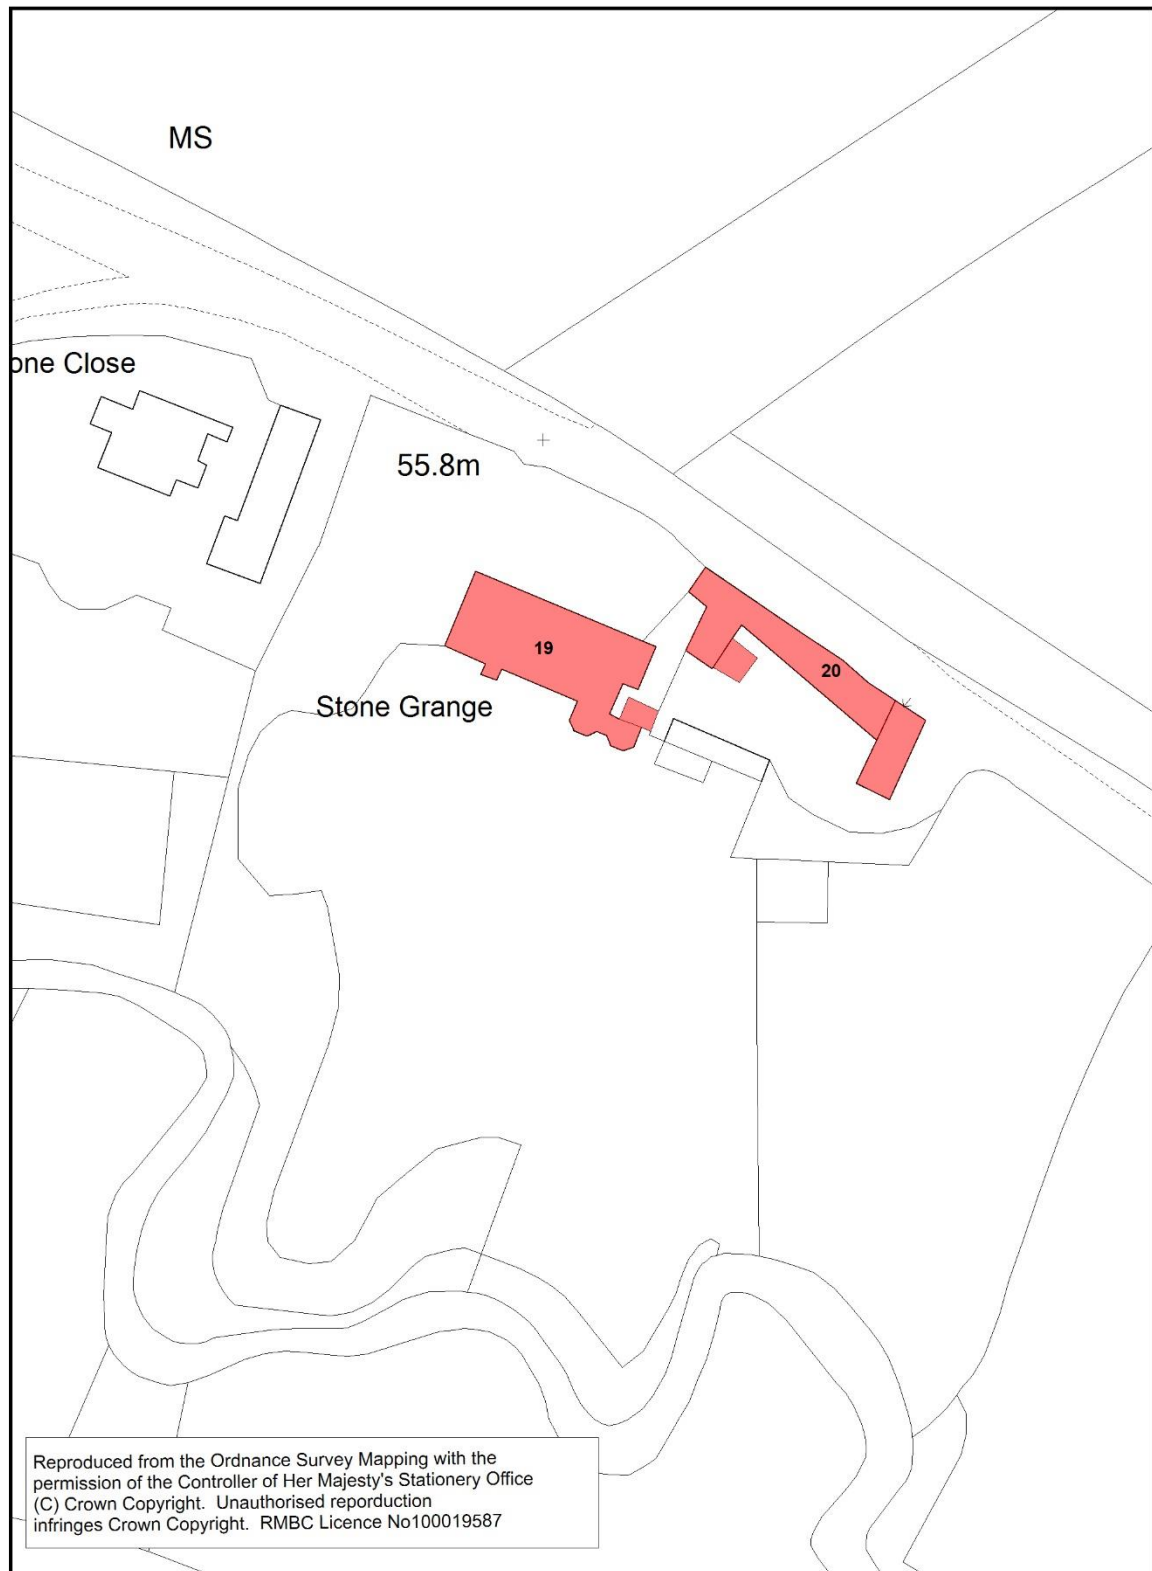 MS
one Close
55.8m
19
20
Stone Grange
Reproduced from the Ordnance Survey Mapping with the
permission of the Controller of Her Majesty's Stationery Office
(C) Crown Copyright. Unauthorised reporduction
infringes Crown Copyright. RMBC Licence No100019587